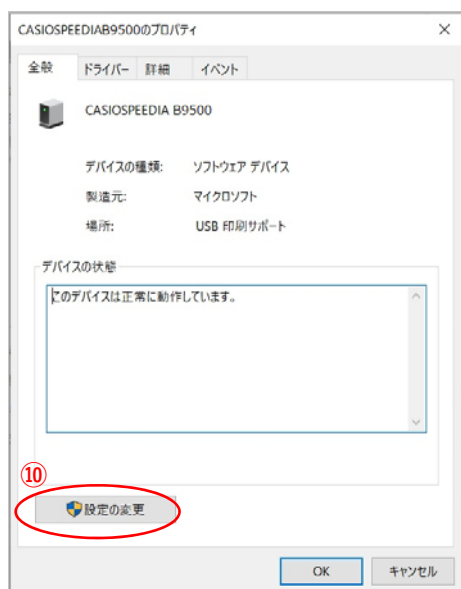 CASIOSPEEDIAB9500のプロパティ
全般 ドライバー 詳細 イベント
CASIOSPEEDIA B9500
デバイスの種類: ソフトウェア デバイス
製造元: マイクロソフト
場所: USB 印刷サポート
デバイスの状態
このデバイスは正常に動作しています。
⑩
設定の変更
OK キャンセル